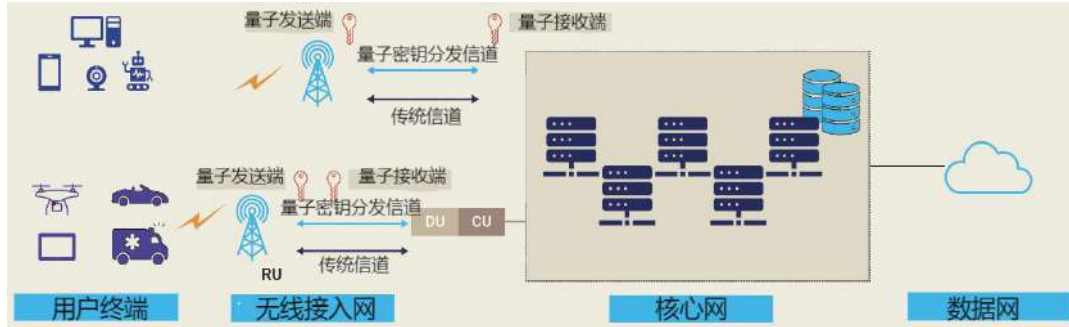 量子发送端
量子接收端
量子密钥分发信道
传统信道
量子发送端
量子接收端
量子密钥分发信道
DU
CU
传统信道
RU
用户终端
无线接入网
核心网
数据网